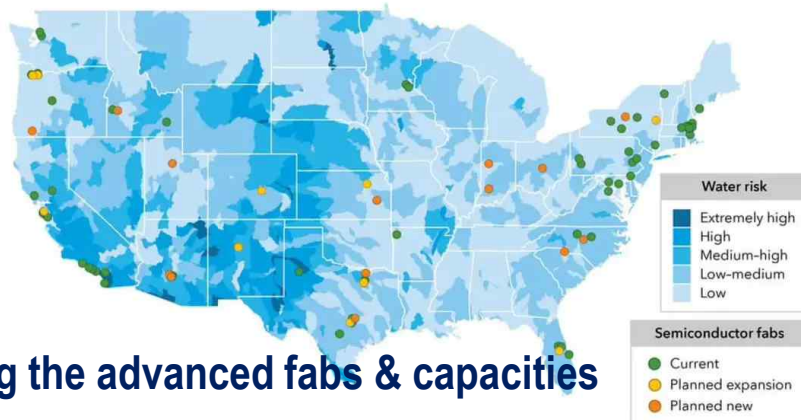 Water risk
Extremely high
High
Medium-high
Low-medium
Low
Semiconductor fabs
Current
Planned expansion
Planned new
g the advanced fabs & capacities